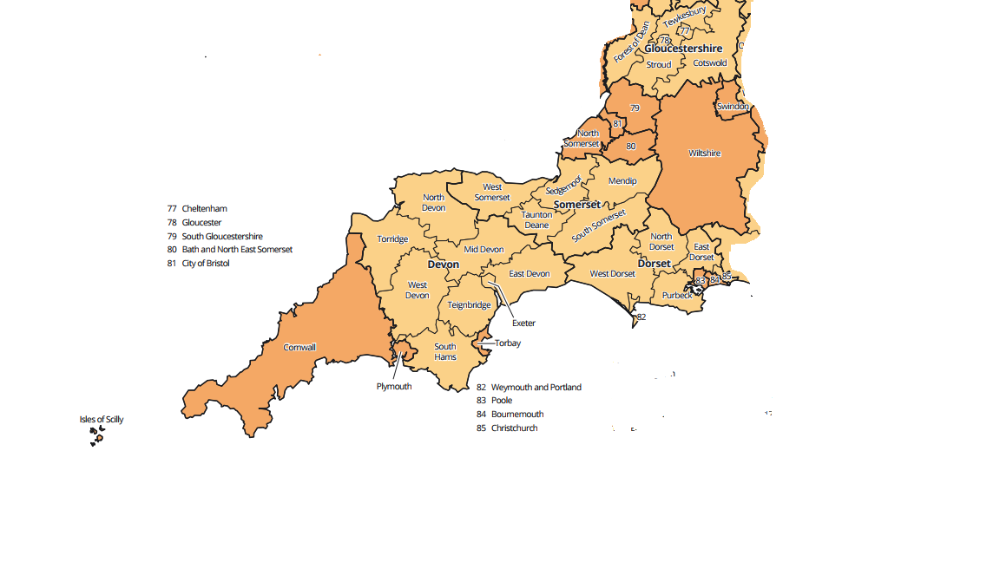 Tewkesbury
77
Forest of Dean
78
C
Gloucestershire
Stroud
Cotswold
79
Swindon
81
North
Somerset
80
Wiltshire
West
Somerset
Sedgemoor
Mendip
North
Devon
Somerset
77 Cheltenham
78 Gloucester
79 South Gloucestershire
80 Bath and North East Somerset
81 City of Bristol
Taunton
Deane
South Somerset
Torridge
Mid Devon
North
Dorset
East
Dorset
Devon
Dorset
East Devon
West Dorset
83
84
85
West
Devon
Teignbridge
Purbeck
82
Exeter
Cornwall
South
Hams
Torbay
Plymouth
82 Weymouth and Portland
83 Poole
84 Bournemouth
85 Christchurch
Isles of Scilly